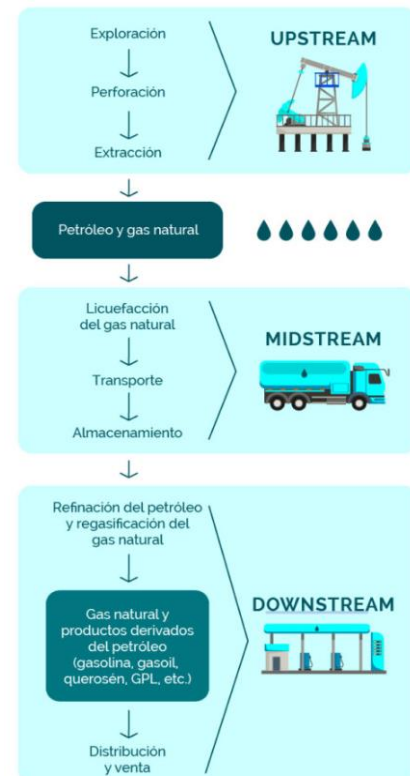 Exploración
UPSTREAM
Perforación
Extracción
Petróleo y gas natural
Licuefacción
del gas natural
MIDSTREAM
Transporte
Almacenamiento
Refinación del petróleo
y regasificación del
gas natural
Gas natural y
productos derivados
del petróleo
(gasolina, gasoil,
querosén, GPL, etc.)
DOWNSTREAM
Distribución
y venta